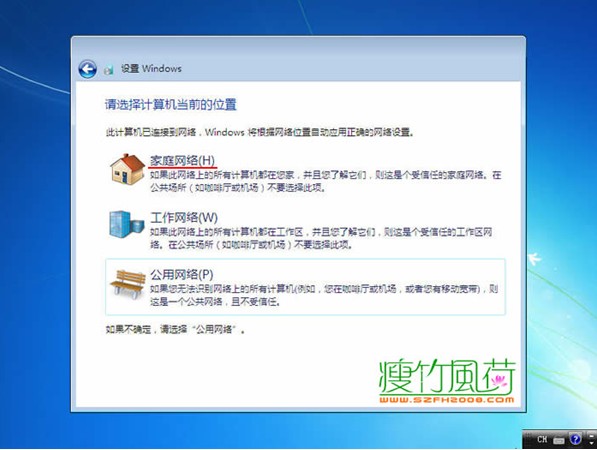 设置 Windows
请选择计算机当前的位置
此计算机已连接到网络，Windows 将根据网络位置自动应用正确的网络设置。
家庭网络(H)
如果此网络上的所有计算机都在您家，并且您了解它们，则这是个受信任的家庭网络。在
公共场所（如咖啡厅或机场）不要选择此项。
工作网络(W)
如果此网络上的所有计算机都在工作区，并且您了解它们，则这是个受信任的工作区网
络。在公共场所（如咖啡厅或机场）不要选择此项。
公用网络(P)
如果您无法识别网络上的所有计算机(例如，您在咖啡厅或机场，或者您有移动宽带)，则
这是一个公共网络，且不受信任。
如果不确定，请选择“公用网络”。
瘦竹風荷
WWW.SZFH2008.COM
CH